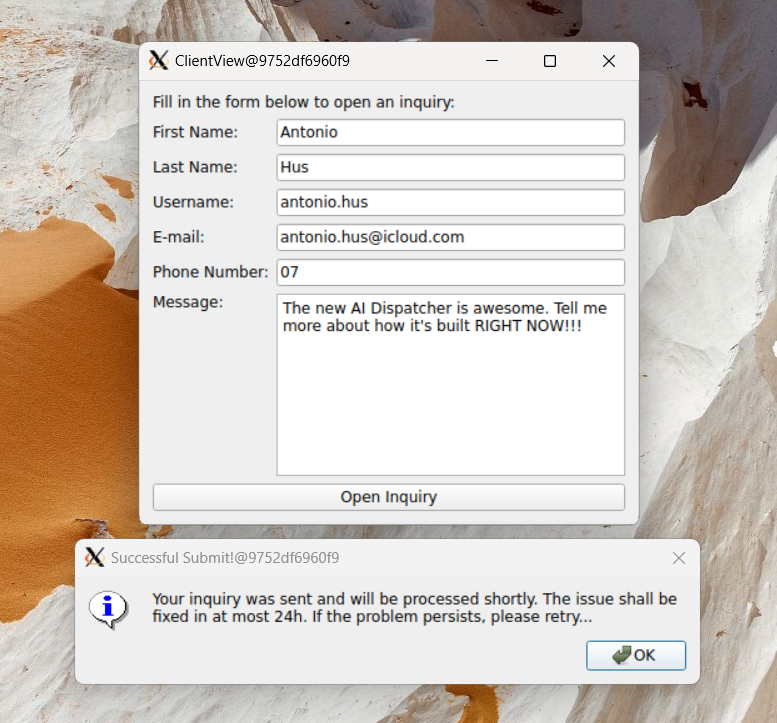 ClientView@9752df6960f9
Fill in the form below to open an inquiry:
First Name: Antonio
Last Name: Hus
Username: antonio.hus
E-mail: antonio.hus@icloud.com
Phone Number: 07
Message: The new AI Dispatcher is awesome. Tell me
more about how it's built RIGHT NOW!!!
Open Inquiry
Successful Submit!@9752df6960f9
Your inquiry was sent and will be processed shortly. The issue shall be
fixed in at most 24h. If the problem persists, please retry...
OK